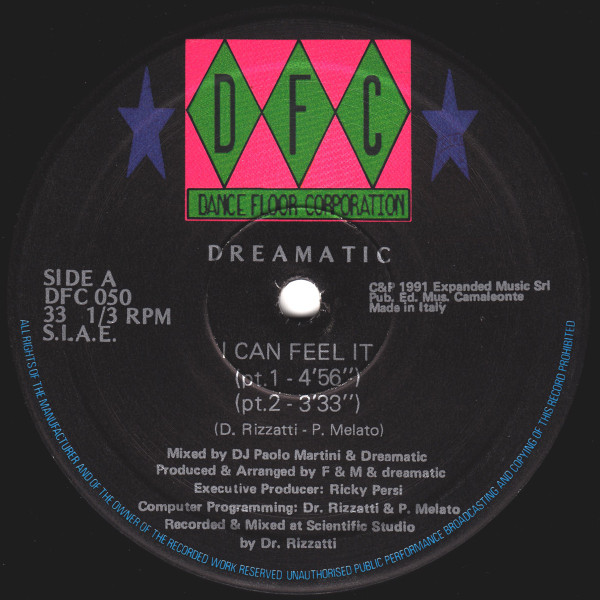 DFC
DANCE FLOOR CORPORATION
DREAMATIC
SIDE A
DFC 050
33 1/3 RPM
S.I.A.E.
C&P 1991 Expanded Music Srl
Pub. Ed. Mus. Camaleonte
Made in Italy
I CAN FEEL IT
(pt.1 - 4'56'')
(pt.2 - 3'33'')
(D. Rizzatti - P. Melato)
Mixed by DJ Paolo Martini & Dreamatic
Produced & Arranged by F & M & dreamatic
Executive Producer: Ricky Persi
Computer Programming: Dr. Rizzatti & P. Melato
Recorded & Mixed at Scientific Studio
by Dr. Rizzatti
ALL RIGHTS OF THE MANUFACTURER AND OF THE OWNER OF THE RECORDED WORK RESERVED UNAUTHORISED PUBLIC PERFORMANCE BROADCASTING AND COPYING OF THIS RECORD PROHIBITED